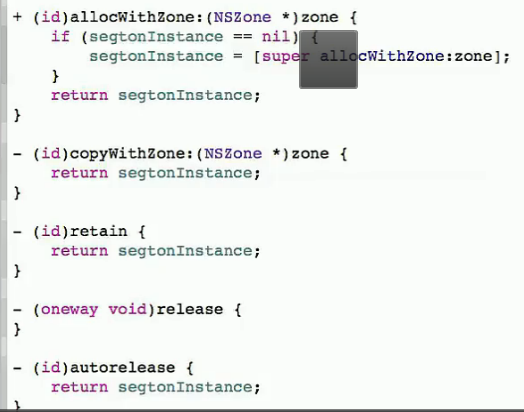 + (id)allocWithZone:(NSZone *)zone {
if (segtonInstance == nil) {
segtonInstance = [super allocWithZone:zone];
}
return segtonInstance;
}
- (id)copyWithZone:(NSZone *)zone {
return segtonInstance;
}
- (id)retain {
return segtonInstance;
}
- (oneway void)release {
}
- (id)autorelease {
return segtonInstance;
}